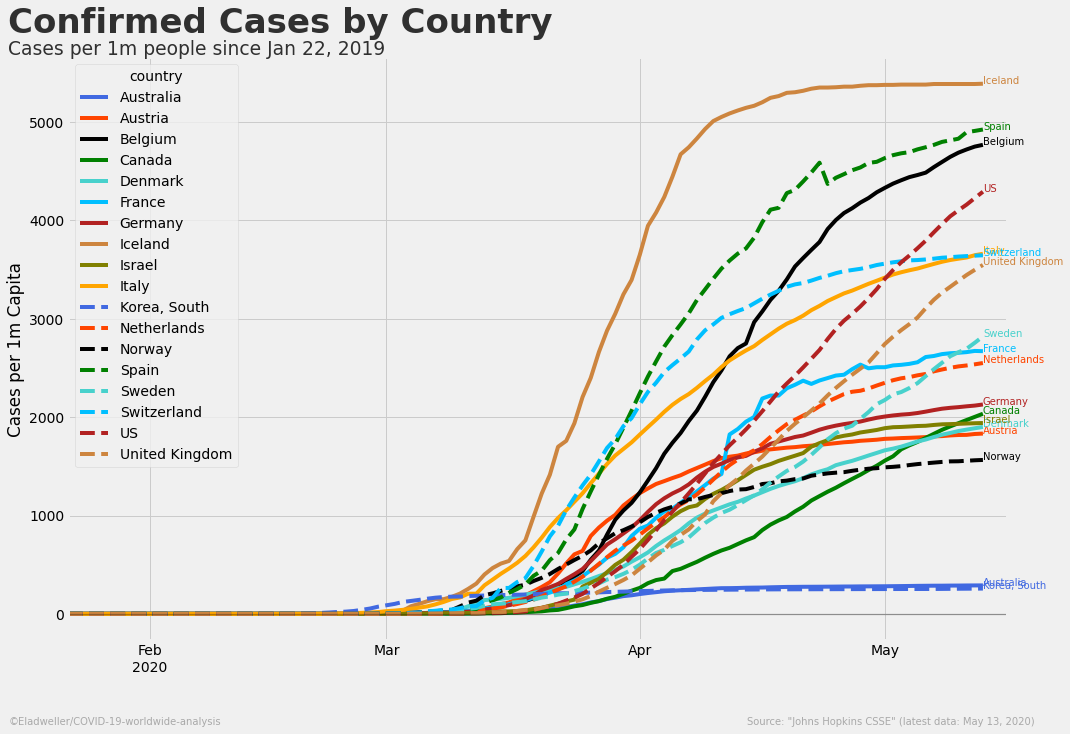 Confirmed Cases by Country
Cases per 1m people since Jan 22, 2019
country
Australia
Austria
Belgium
Canada
Denmark
France
Germany
Iceland
Israel
Italy
Korea, South
Netherlands
Norway
Spain
Sweden
Switzerland
US
United Kingdom
Cases per 1m Capita
5000
4000
3000
2000
1000
0
Iceland
Spain
Belgium
US
Italy
Switzerland
United Kingdom
Sweden
France
Netherlands
Germany
Canada
Israel
Denmark
Austria
Norway
Australia
Korea, South
Feb
2020
Mar
Apr
May
©Eladweller/COVID-19-worldwide-analysis
Source: "Johns Hopkins CSSE" (latest data: May 13, 2020)